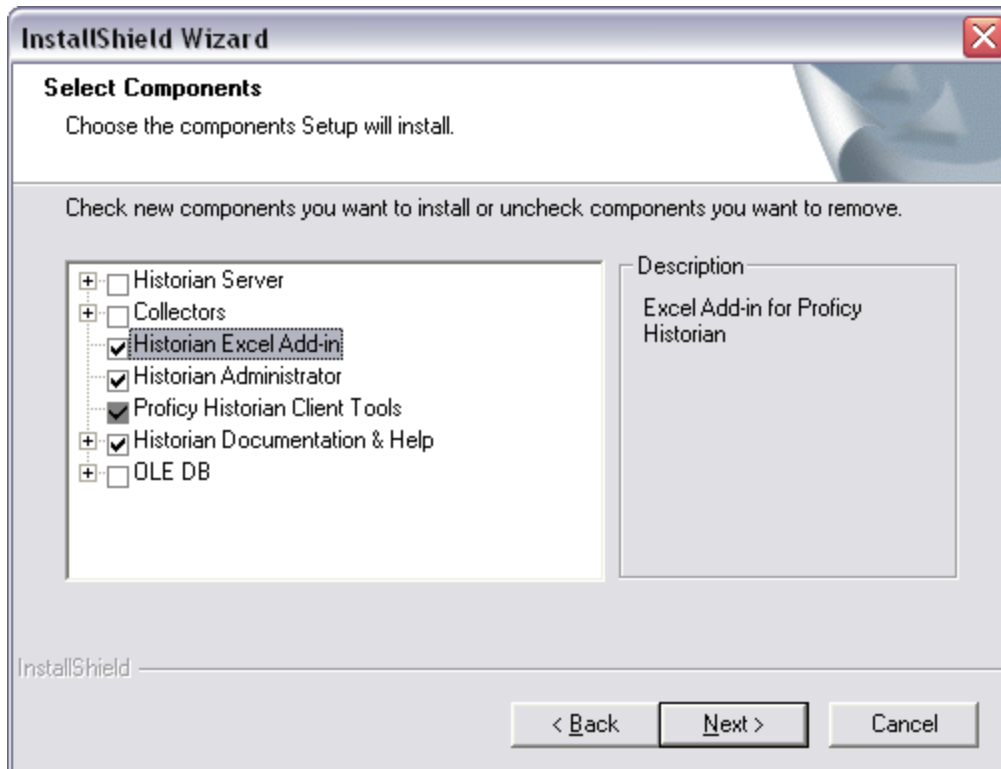 InstallShield Wizard
Select Components
Choose the components Setup will install.
Check new components you want to install or uncheck components you want to remove.
Historian Server
Collectors
Historian Excel Add-in
Historian Administrator
Proficy Historian Client Tools
Historian Documentation & Help
OLE DB
Description
Excel Add-in for Proficy
Historian
InstallShield
< Back
Next >
Cancel